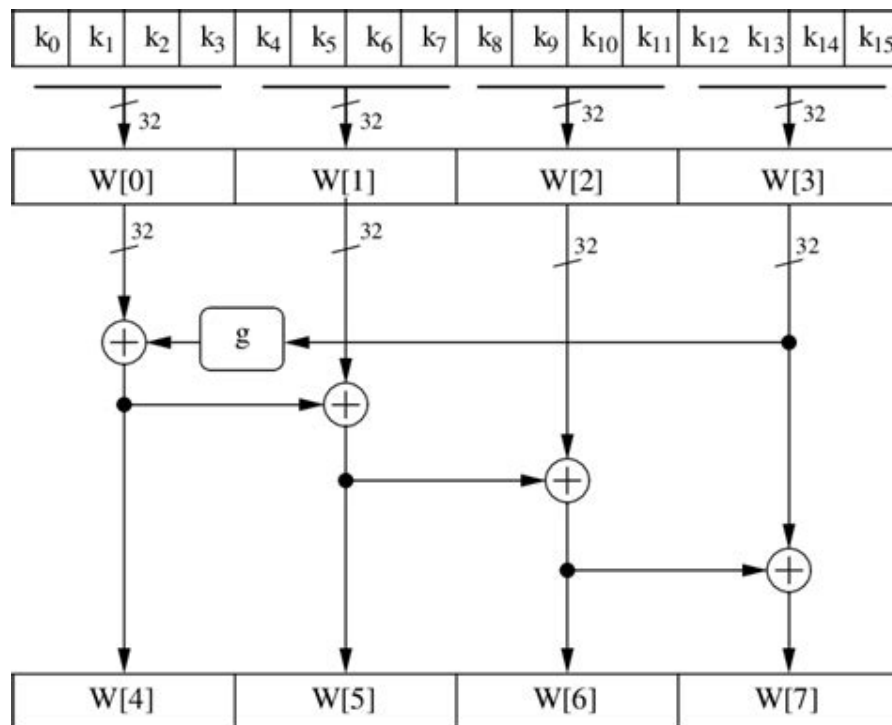 k₀ k₁ k₂ k₃ k₄ k₅ k₆ k₇ k₈ k₉ k₁₀ k₁₁ k₁₂ k₁₃ k₁₄ k₁₅
32 32 32 32
W[0] W[1] W[2] W[3]
32 32 32 32
g
W[4] W[5] W[6] W[7]